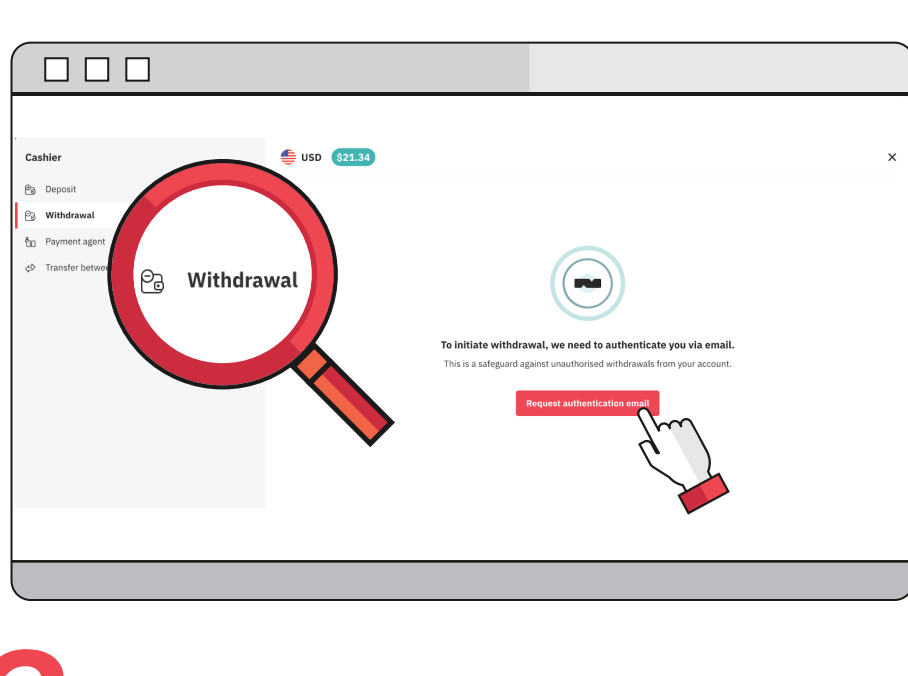 Cashier
USD $21.34
Deposit
Withdrawal
Payment agent
Transfer
Withdrawal
To initiate withdrawal, we need to authenticate you via email.
This is a safeguard against unauthorised withdrawals from your account.
Request authentication email